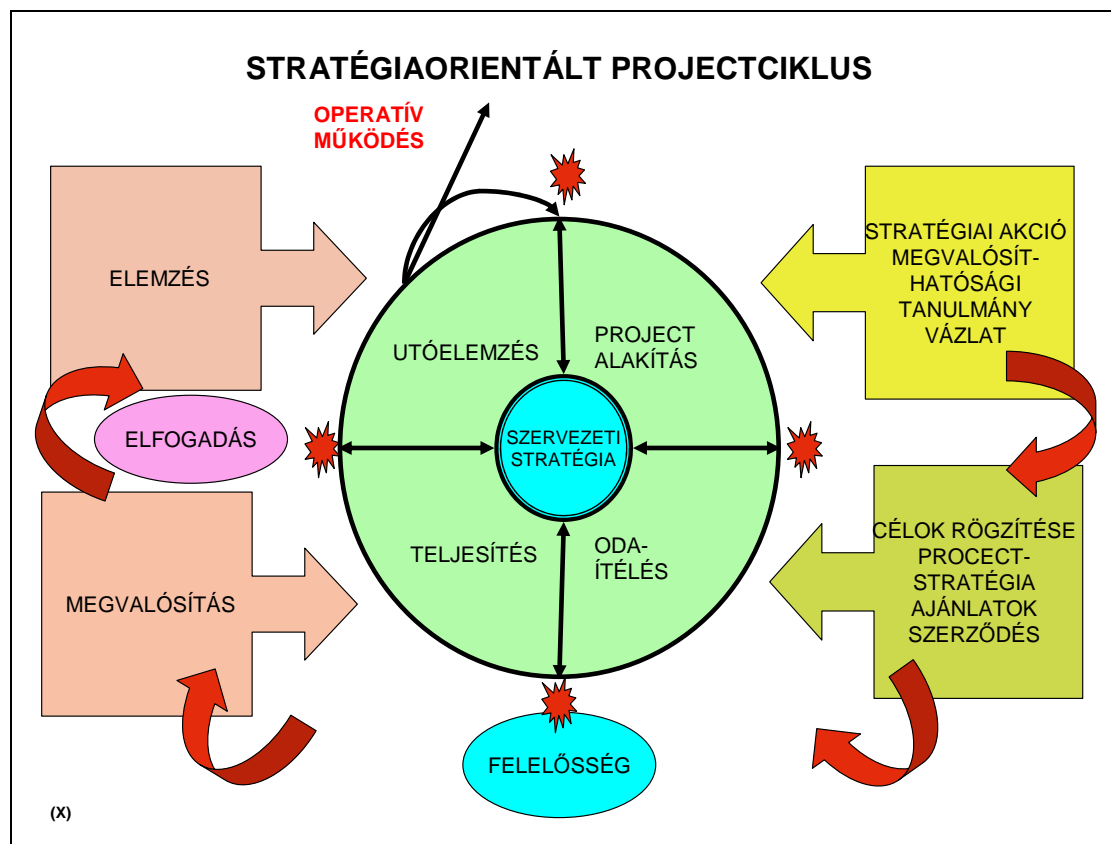 STRATÉGIAORIENTÁLT PROJECTCIKLUS
OPERATÍV
MŰKÖDÉS
ELEMZÉS
STRATÉGIAI AKCIÓ
MEGVALÓSÍT-
HATÓSÁGI
TANULMÁNY
VÁZLAT
UTÓELEMZÉS
PROJECT
ALAKÍTÁS
ELFOGADÁS
SZERVEZETI
STRATÉGIA
TELJESÍTÉS
ODA-
ÍTÉLÉS
MEGVALÓSÍTÁS
CÉLOK RÖGZÍTÉSE
PROCECT-
STRATÉGIA
AJÁNLATOK
SZERZŐDÉS
FELELŐSSÉG
(X)